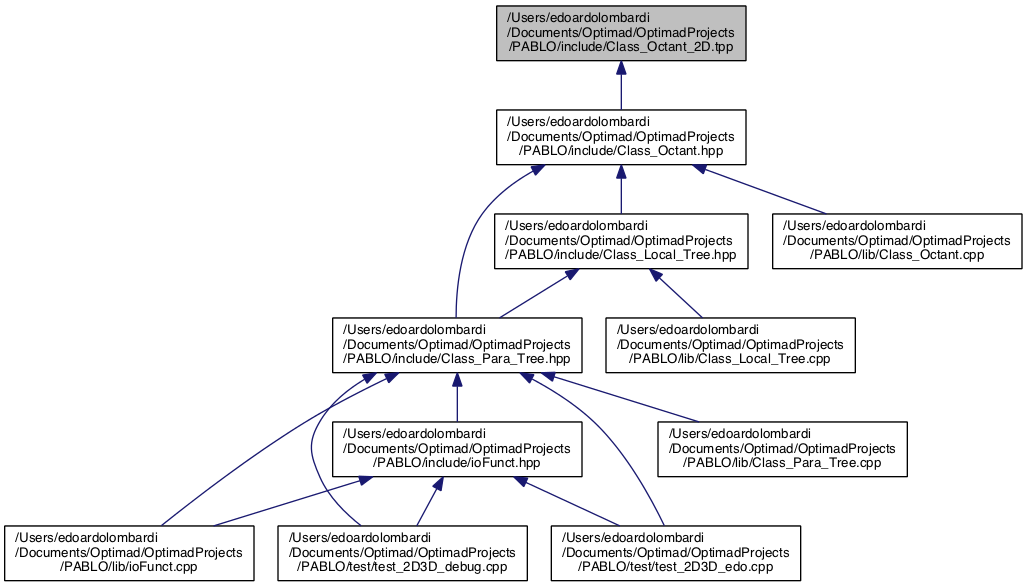 /Users/edoardolombardi
/Documents/Optimad/OptimadProjects
/PABLO/include/Class_Octant_2D.tpp
/Users/edoardolombardi
/Documents/Optimad/OptimadProjects
/PABLO/include/Class_Octant.hpp
/Users/edoardolombardi
/Documents/Optimad/OptimadProjects
/PABLO/include/Class_Local_Tree.hpp
/Users/edoardolombardi
/Documents/Optimad/OptimadProjects
/PABLO/lib/Class_Octant.cpp
/Users/edoardolombardi
/Documents/Optimad/OptimadProjects
/PABLO/include/Class_Para_Tree.hpp
/Users/edoardolombardi
/Documents/Optimad/OptimadProjects
/PABLO/lib/Class_Local_Tree.cpp
/Users/edoardolombardi
/Documents/Optimad/OptimadProjects
/PABLO/include/ioFunct.hpp
/Users/edoardolombardi
/Documents/Optimad/OptimadProjects
/PABLO/lib/Class_Para_Tree.cpp
/Users/edoardolombardi
/Documents/Optimad/OptimadProjects
/PABLO/lib/ioFunct.cpp
/Users/edoardolombardi
/Documents/Optimad/OptimadProjects
/PABLO/test/test_2D3D_debug.cpp
/Users/edoardolombardi
/Documents/Optimad/OptimadProjects
/PABLO/test/test_2D3D_edo.cpp